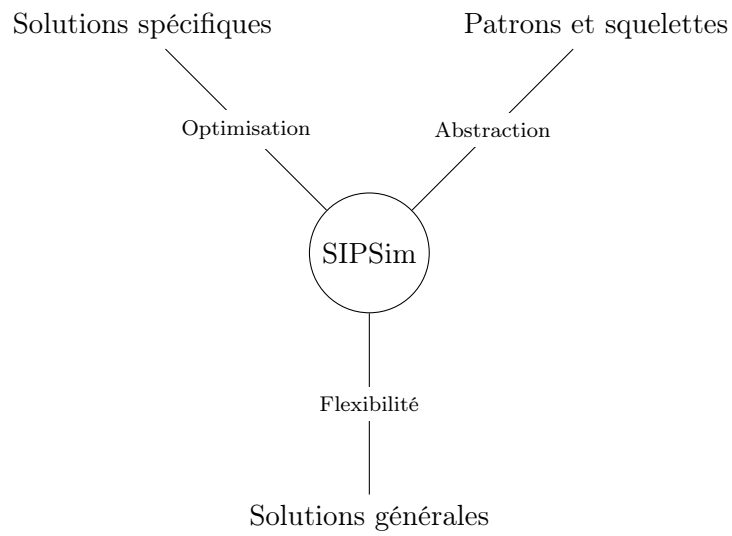 Solutions spécifiques
Patrons et squelettes
Optimisation
Abstraction
SIPSim
Flexibilité
Solutions générales